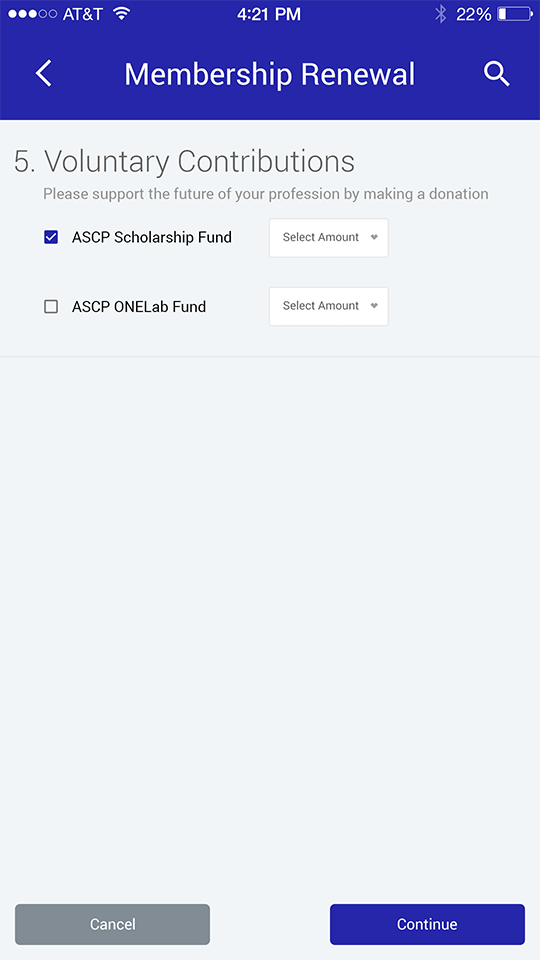 AT&T 4:21 PM 22%
Membership Renewal
5. Voluntary Contributions
Please support the future of your profession by making a donation
ASCP Scholarship Fund Select Amount
ASCP ONELab Fund Select Amount
Cancel Continue